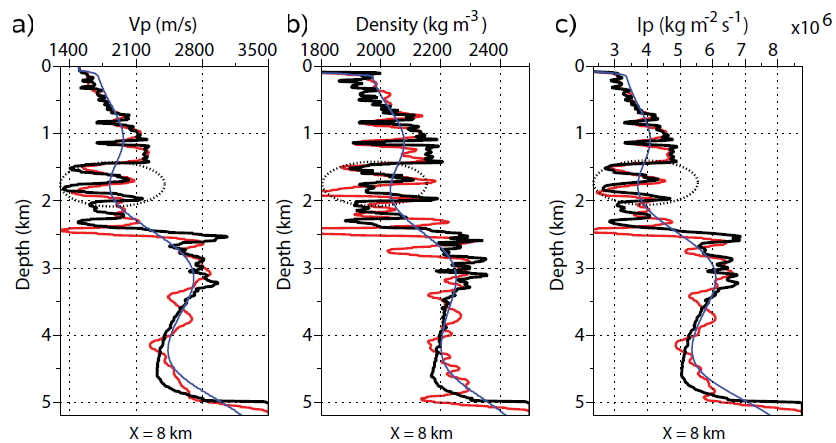 a) Vp (m/s)
1400 2100 2800 3500
0
1
2
3
4
5
Depth (km)
X = 8 km
b) Density (kg m-3)
1800 2000 2200 2400
0
1
2
3
4
5
Depth (km)
X = 8 km
c) Ip (kg m-2 s-1) x10 6
3 4 5 6 7 8
0
1
2
3
4
5
Depth (km)
X = 8 km